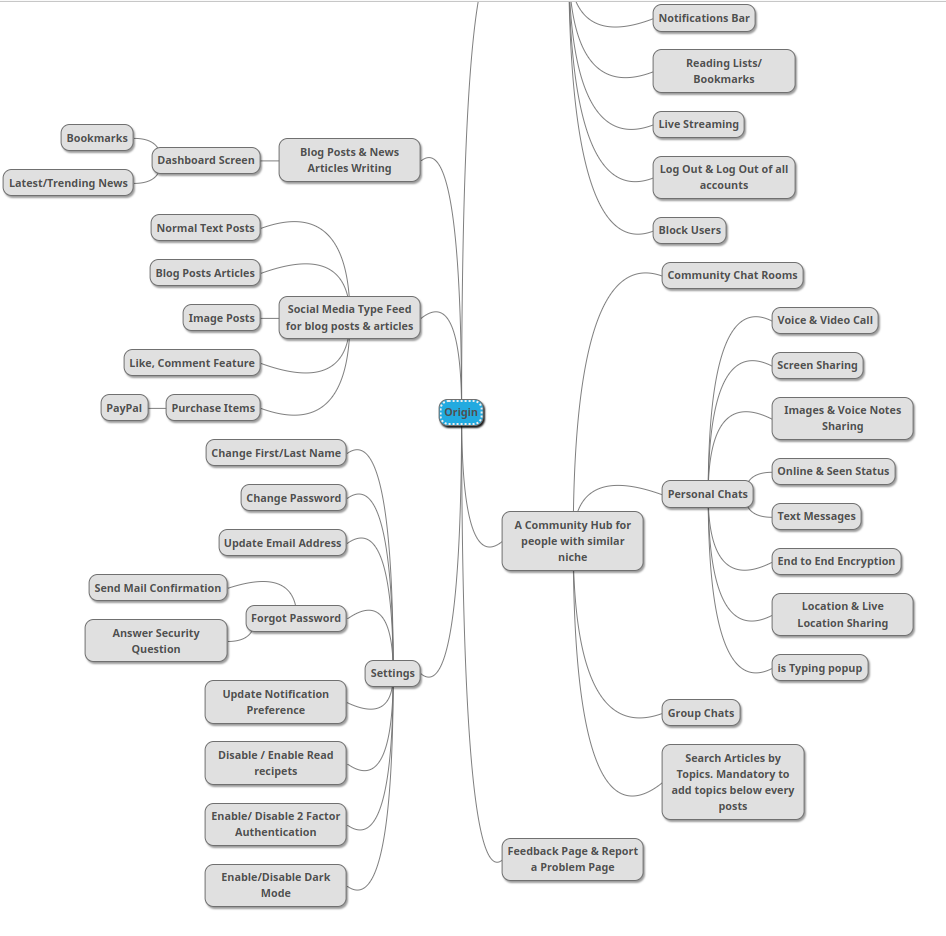 Notifications Bar
Reading Lists/
Bookmarks
Live Streaming
Log Out & Log Out of all
accounts
Block Users
Bookmarks
Latest/Trending News
Dashboard Screen
Blog Posts & News
Articles Writing
Normal Text Posts
Blog Posts Articles
Image Posts
Like, Comment Feature
PayPal
Purchase Items
Social Media Type Feed
for blog posts & articles
Origin
Change First/Last Name
Change Password
Update Email Address
Send Mail Confirmation
Answer Security
Question
Forgot Password
Settings
Update Notification
Preference
Disable / Enable Read
recipets
Enable/ Disable 2 Factor
Authentication
Enable/Disable Dark
Mode
Community Chat Rooms
A Community Hub for
people with similar
niche
Personal Chats
Voice & Video Call
Screen Sharing
Images & Voice Notes
Sharing
Online & Seen Status
Text Messages
End to End Encryption
Location & Live
Location Sharing
is Typing popup
Group Chats
Search Articles by
Topics. Mandatory to
add topics below every
posts
Feedback Page & Report
a Problem Page